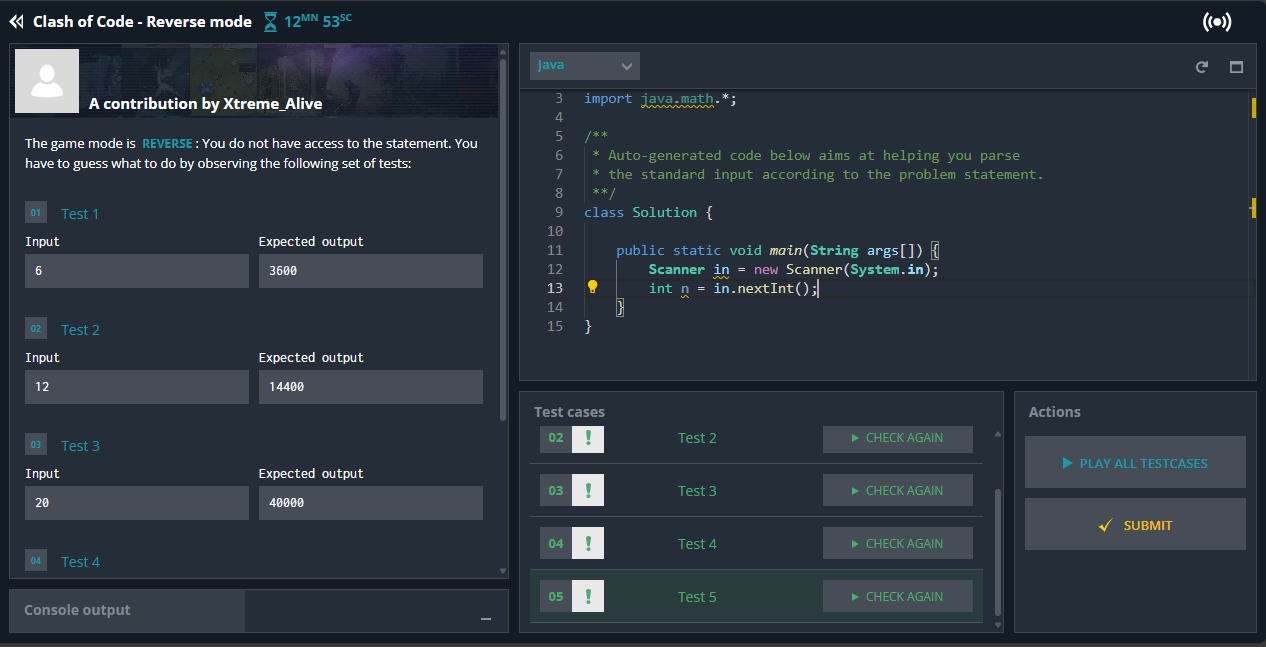 Clash of Code - Reverse mode 12MN 53SC
A contribution by Xtreme_Alive
The game mode is REVERSE : You do not have access to the statement. You
have to guess what to do by observing the following set of tests:
01 Test 1
Input Expected output
6 3600
02 Test 2
Input Expected output
12 14400
03 Test 3
Input Expected output
20 40000
04 Test 4
Console output
Java
3 import java.math.*;
4
5 /**
6 * Auto-generated code below aims at helping you parse
7 * the standard input according to the problem statement.
8 **/
9 class Solution {
10
11 public static void main(String args[]) {
12 Scanner in = new Scanner(System.in);
13 int n = in.nextInt();
14 }
15 }
Test cases
02 ! Test 2 CHECK AGAIN
03 ! Test 3 CHECK AGAIN
04 ! Test 4 CHECK AGAIN
05 ! Test 5 CHECK AGAIN
Actions
PLAY ALL TESTCASES
SUBMIT